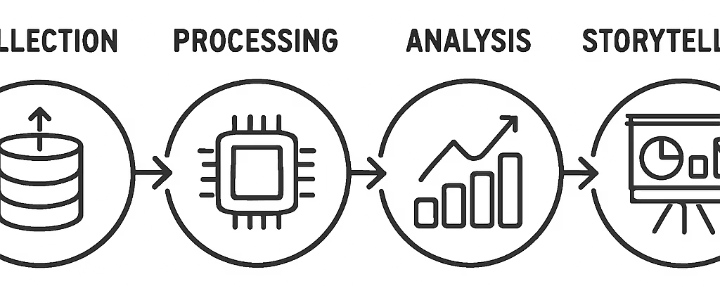 LLECTION PROCESSING ANALYSIS STORYTELL